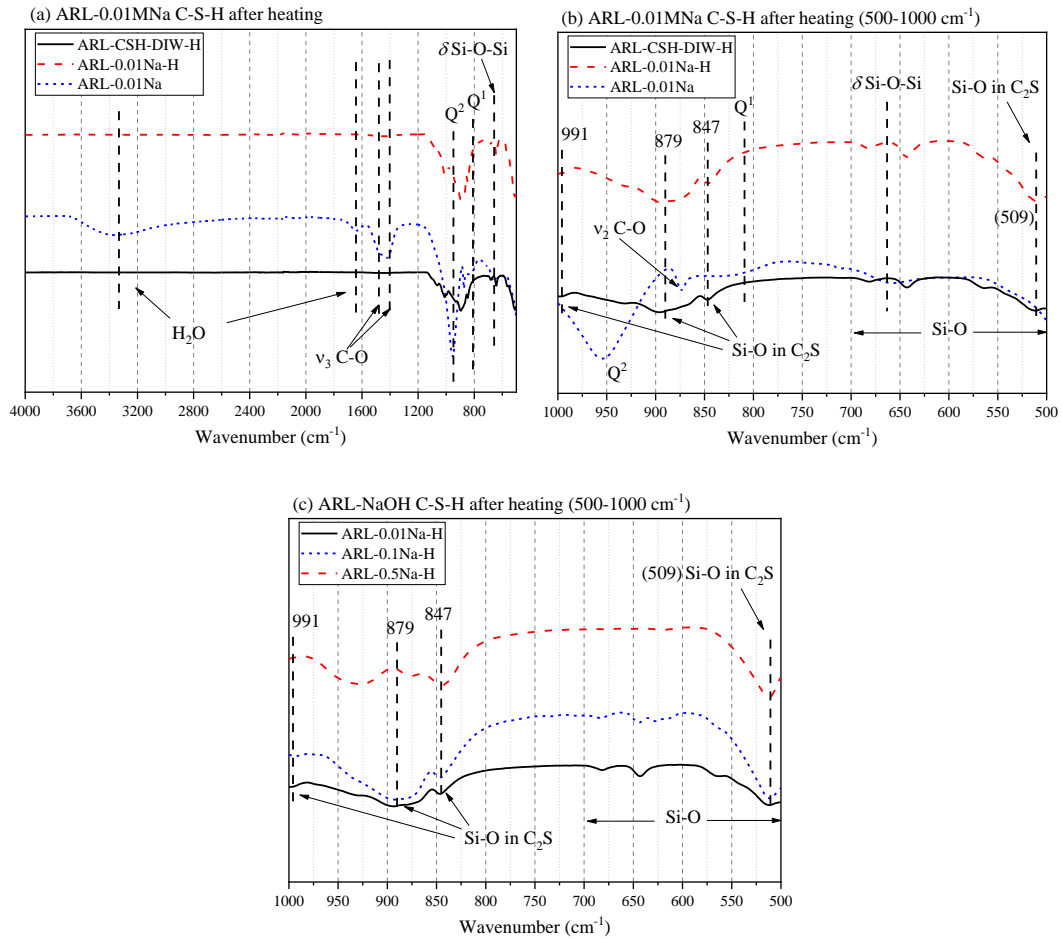 (a) ARL-0.01MNa C-S-H after heating
ARL-CSH-DIW-H
ARL-0.01Na-H
ARL-0.01Na
δ Si-O-Si
Q² Q¹
H₂O
ν₃ C-O
4000 3200 2400 1600 800
Wavenumber (cm⁻¹)
(b) ARL-0.01MNa C-S-H after heating (500-1000 cm⁻¹)
ARL-CSH-DIW-H
ARL-0.01Na-H
ARL-0.01Na
δ Si-O-Si
Si-O in C₂S
991
879
847
Q¹
ν₂ C-O
(509)
Si-O in C₂S
Si-O
Q²
1000 950 900 850 800 750 700 650 600 550 500
Wavenumber (cm⁻¹)
(c) ARL-NaOH C-S-H after heating (500-1000 cm⁻¹)
ARL-0.01Na-H
ARL-0.1Na-H
ARL-0.5Na-H
(509) Si-O in C₂S
991
879
847
Si-O in C₂S
Si-O
1000 950 900 850 800 750 700 650 600 550 500
Wavenumber (cm⁻¹)